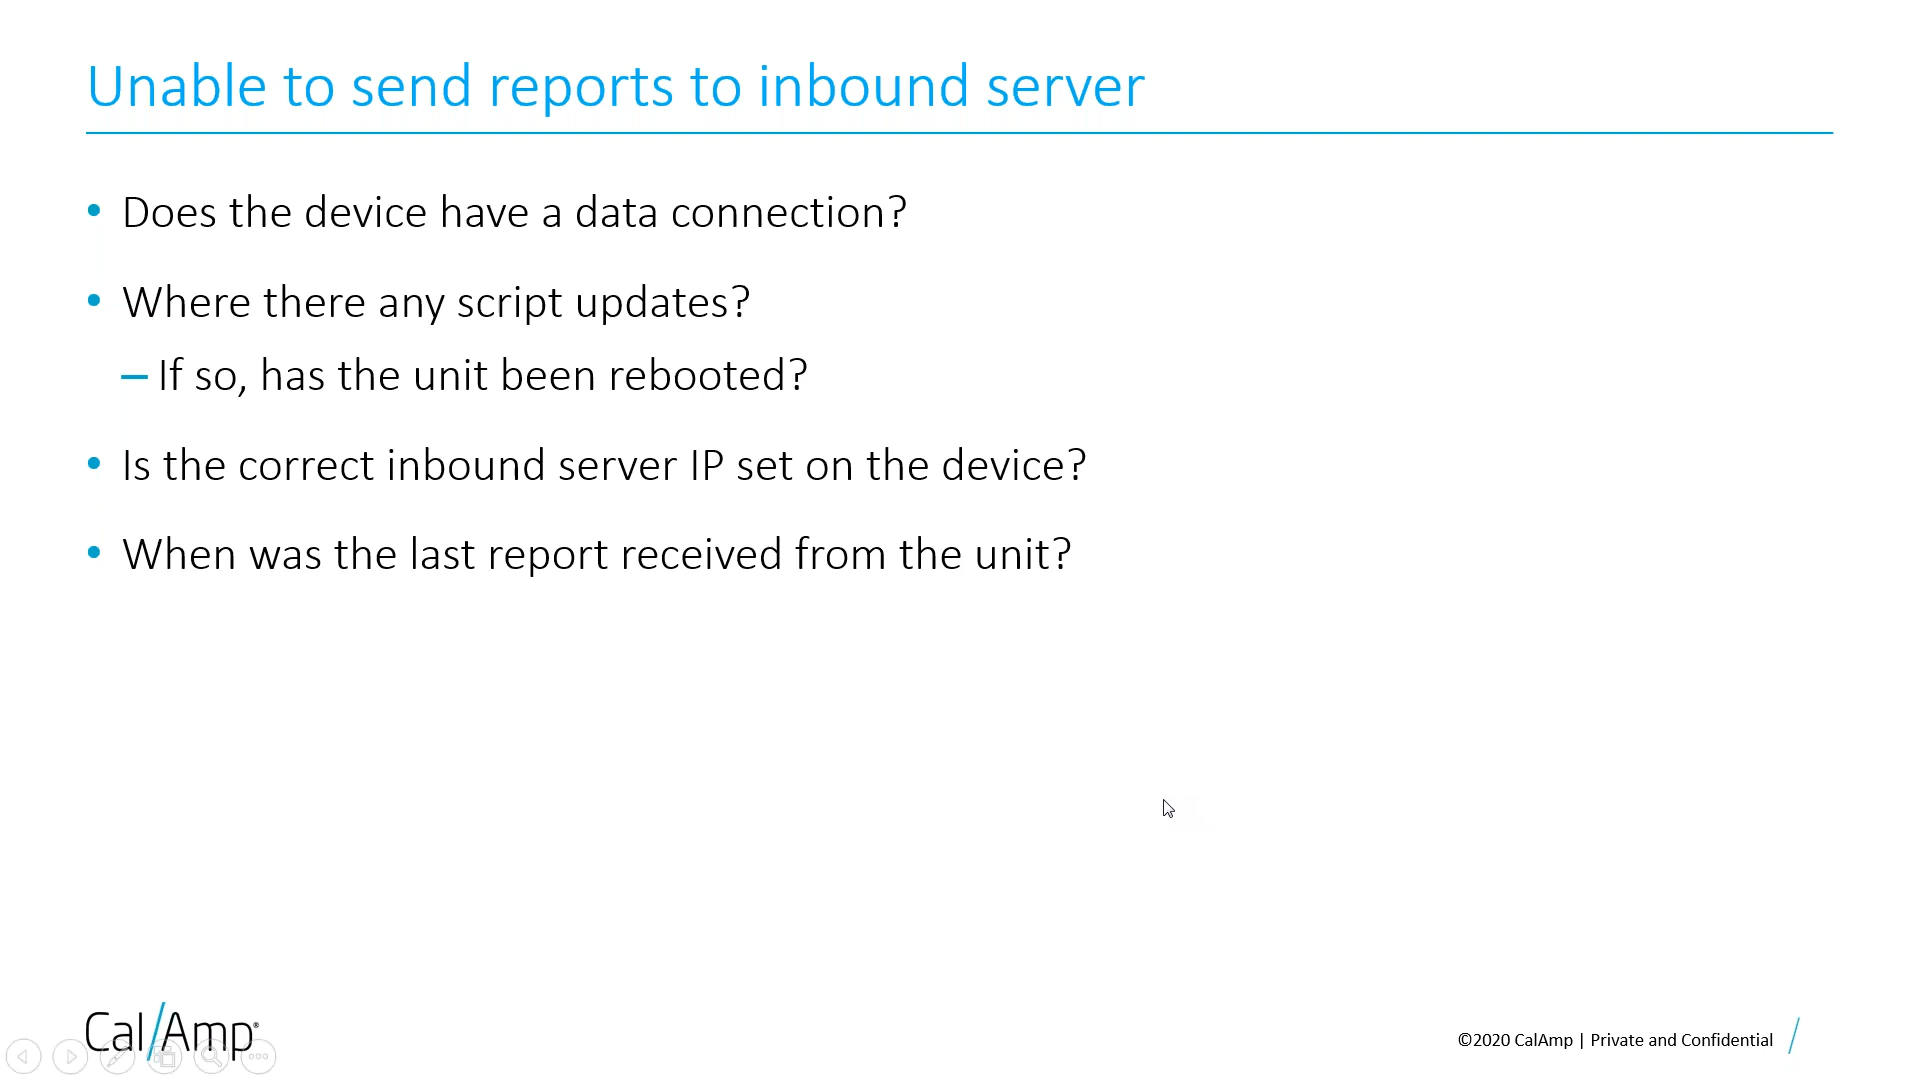 Unable to send reports to inbound server
• Does the device have a data connection?
• Where there any script updates?
– If so, has the unit been rebooted?
• Is the correct inbound server IP set on the device?
• When was the last report received from the unit?
Cal/Amp®
©2020 CalAmp | Private and Confidential